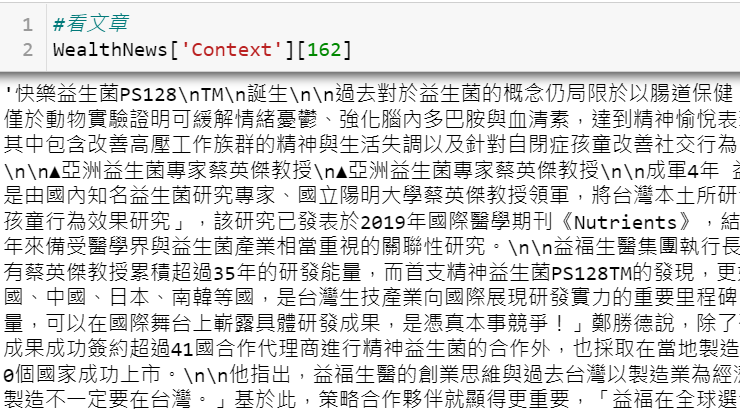 1 #看文章
2 WealthNews['Context'][162]
'快樂益生菌PS128\nTM\n誕生\n\n過去對於益生菌的概念仍局限於以腸道保健
僅於動物實驗證明可緩解情緒憂鬱、強化腦內多巴胺與血清素，達到精神愉悅表
其中包含改善高壓工作族群的精神與生活失調以及針對自閉症孩童改善社交行為
\n\n▲亞洲益生菌專家蔡英傑教授\n▲亞洲益生菌專家蔡英傑教授\n\n成軍4年 益
是由國內知名益生菌研究專家、國立陽明大學蔡英傑教授領軍，將台灣本土所研
孩童行為效果研究」，該研究已發表於2019年國際醫學期刊《Nutrients》，結
年來備受醫學界與益生菌產業相當重視的關聯性研究。\n\n益福生醫集團執行長
有蔡英傑教授累積超過35年的研發能量，而首支精神益生菌PS128TM的發現，更
國、中國、日本、南韓等國，是台灣生技產業向國際展現研發實力的重要里程碑
量，可以在國際舞台上嶄露具體研發成果，是憑真本事競爭！」鄭勝德說，除了
成果成功簽約超過41國合作代理商進行精神益生菌的合作外，也採取在當地製造
0個國家成功上市。\n\n他指出，益福生醫的創業思維與過去台灣以製造業為經
製造不一定要在台灣。」基於此，策略合作夥伴就顯得更重要，「益福在全球選